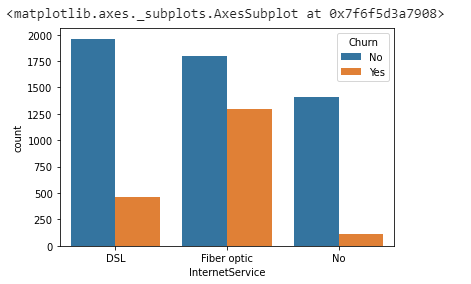 <matplotlib.axes._subplots.AxesSubplot at 0x7f6f5d3a7908>
2000
1750
1500
1250
1000
750
500
250
0
count
Churn
No
Yes
DSL
Fiber optic
No
InternetService